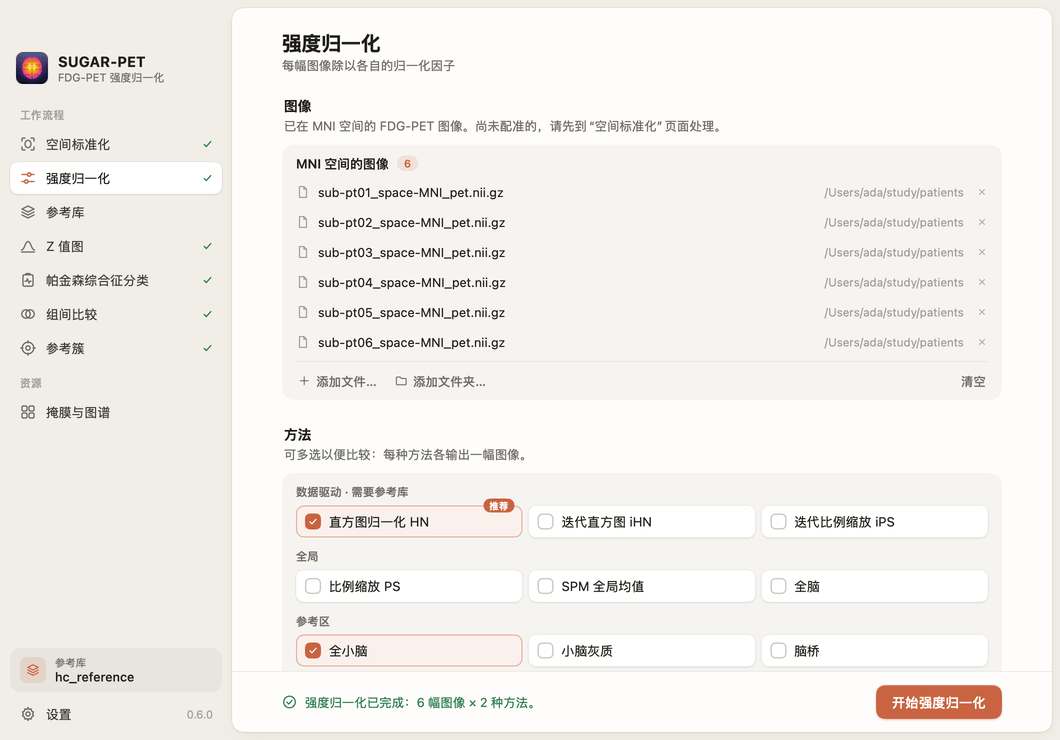 SUGAR-PET
FDG-PET 强度归一化
工作流程
空间标准化
强度归一化
参考库
Z 值图
帕金森综合征分类
组间比较
参考簇
资源
掩膜与图谱
参考库
hc_reference
设置 0.6.0
强度归一化
每幅图像除以各自的归一化因子
图像
已在 MNI 空间的 FDG-PET 图像。尚未配准的，请先到 “空间标准化” 页面处理。
MNI 空间的图像 6
sub-pt01_space-MNI_pet.nii.gz /Users/ada/study/patients ×
sub-pt02_space-MNI_pet.nii.gz /Users/ada/study/patients ×
sub-pt03_space-MNI_pet.nii.gz /Users/ada/study/patients ×
sub-pt04_space-MNI_pet.nii.gz /Users/ada/study/patients ×
sub-pt05_space-MNI_pet.nii.gz /Users/ada/study/patients ×
sub-pt06_space-MNI_pet.nii.gz /Users/ada/study/patients ×
+ 添加文件... 添加文件夹... 清空
方法
可多选以便比较：每种方法各输出一幅图像。
数据驱动 · 需要参考库
推荐
直方图归一化 HN 迭代直方图 iHN 迭代比例缩放 iPS
全局
比例缩放 PS SPM 全局均值 全脑
参考区
全小脑 小脑灰质 脑桥
强度归一化已完成：6 幅图像 × 2 种方法。 开始强度归一化